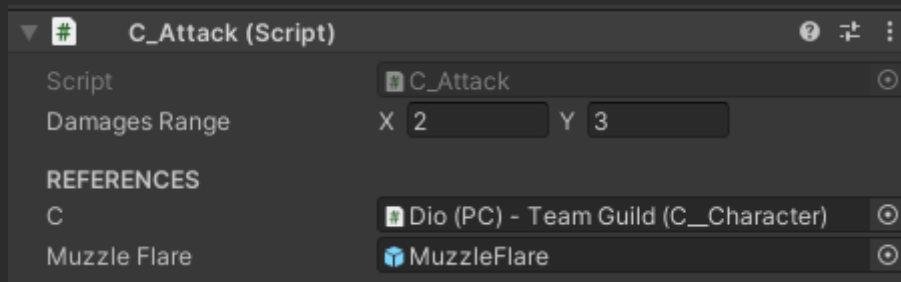 # C_Attack (Script)
Script # C_Attack
Damages Range X 2 Y 3
REFERENCES
C # Dio (PC) - Team Guild (C__Character)
Muzzle Flare MuzzleFlare